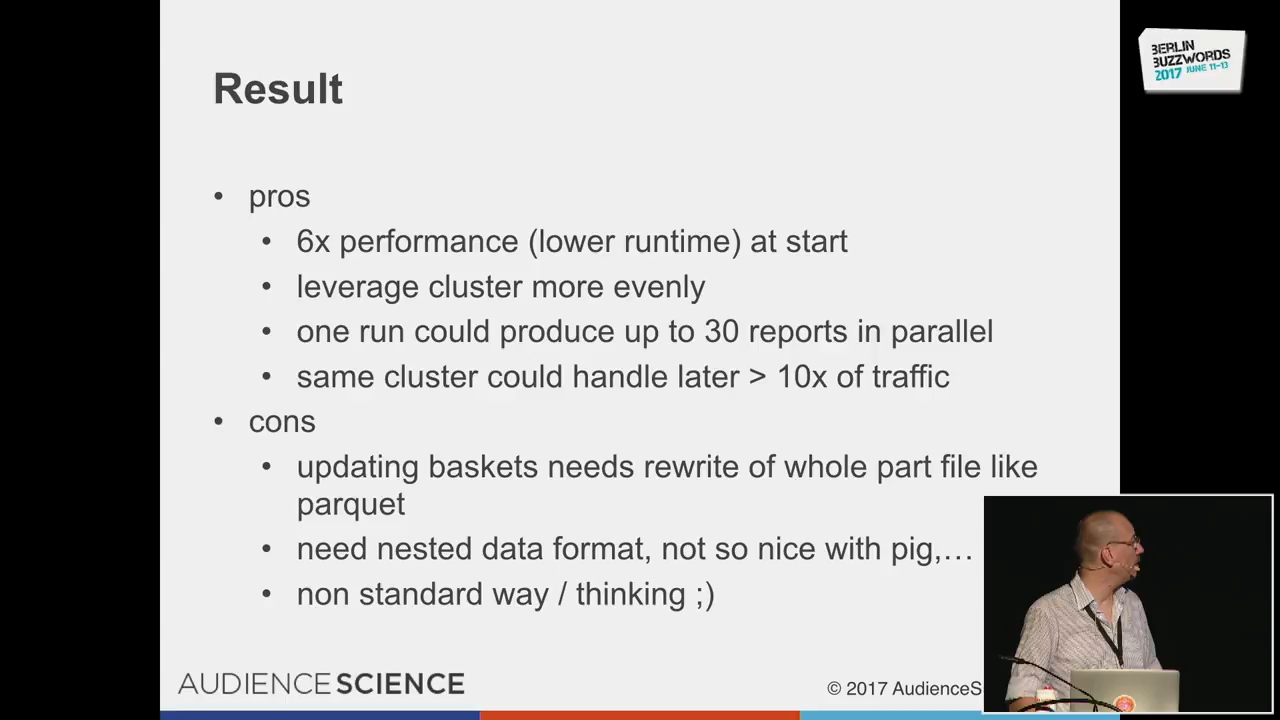 BERLIN
BUZZWORDS
2017 JUNE 11-13
Result
• pros
• 6x performance (lower runtime) at start
• leverage cluster more evenly
• one run could produce up to 30 reports in parallel
• same cluster could handle later > 10x of traffic
• cons
• updating baskets needs rewrite of whole part file like
parquet
• need nested data format, not so nice with pig,…
• non standard way / thinking ;)
AUDIENCESCIENCE
© 2017 AudienceS